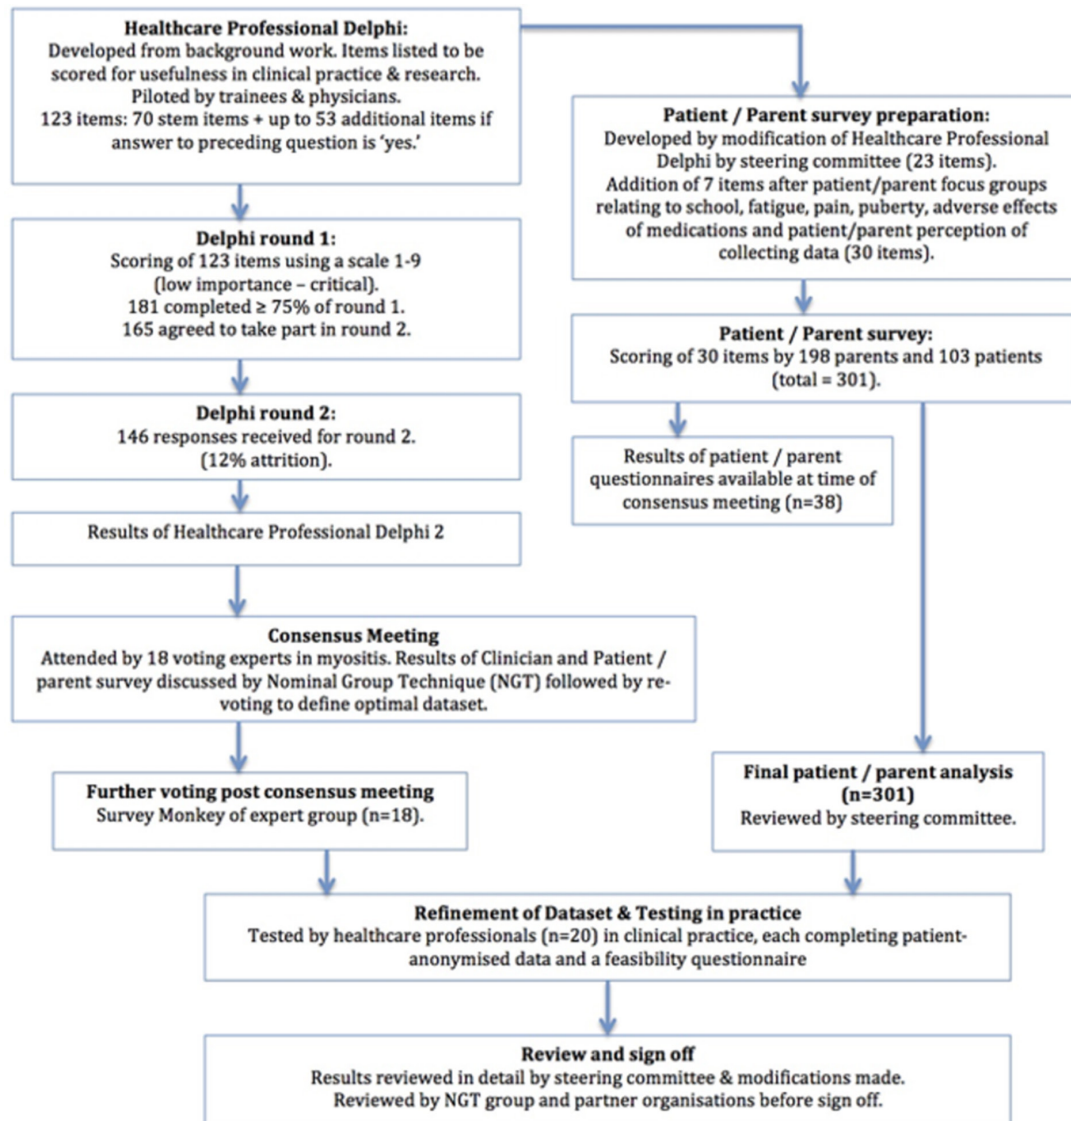 Healthcare Professional Delphi:
Developed from background work. Items listed to be
scored for usefulness in clinical practice & research.
Piloted by trainees & physicians.
123 items: 70 stem items + up to 53 additional items if
answer to preceding question is ‘yes.’
Delphi round 1:
Scoring of 123 items using a scale 1-9
(low importance – critical).
181 completed ≥ 75% of round 1.
165 agreed to take part in round 2.
Delphi round 2:
146 responses received for round 2.
(12% attrition).
Results of Healthcare Professional Delphi 2
Patient / Parent survey preparation:
Developed by modification of Healthcare Professional
Delphi by steering committee (23 items).
Addition of 7 items after patient/parent focus groups
relating to school, fatigue, pain, puberty, adverse effects
of medications and patient/parent perception of
collecting data (30 items).
Patient / Parent survey:
Scoring of 30 items by 198 parents and 103 patients
(total = 301).
Results of patient / parent
questionnaires available at time of
consensus meeting (n=38)
Consensus Meeting
Attended by 18 voting experts in myositis. Results of Clinician and Patient /
parent survey discussed by Nominal Group Technique (NGT) followed by re-
voting to define optimal dataset.
Further voting post consensus meeting
Survey Monkey of expert group (n=18).
Final patient / parent analysis
(n=301)
Reviewed by steering committee.
Refinement of Dataset & Testing in practice
Tested by healthcare professionals (n=20) in clinical practice, each completing patient-
anonymised data and a feasibility questionnaire
Review and sign off
Results reviewed in detail by steering committee & modifications made.
Reviewed by NGT group and partner organisations before sign off.